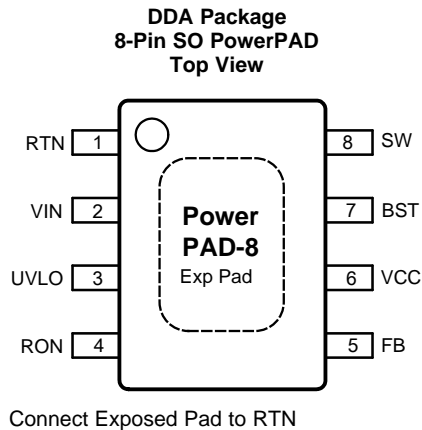 DDA Package
8-Pin SO PowerPAD
Top View
RTN 1
8 SW
VIN 2
7 BST
UVLO 3
6 VCC
RON 4
5 FB
Power
PAD-8
Exp Pad
Connect Exposed Pad to RTN